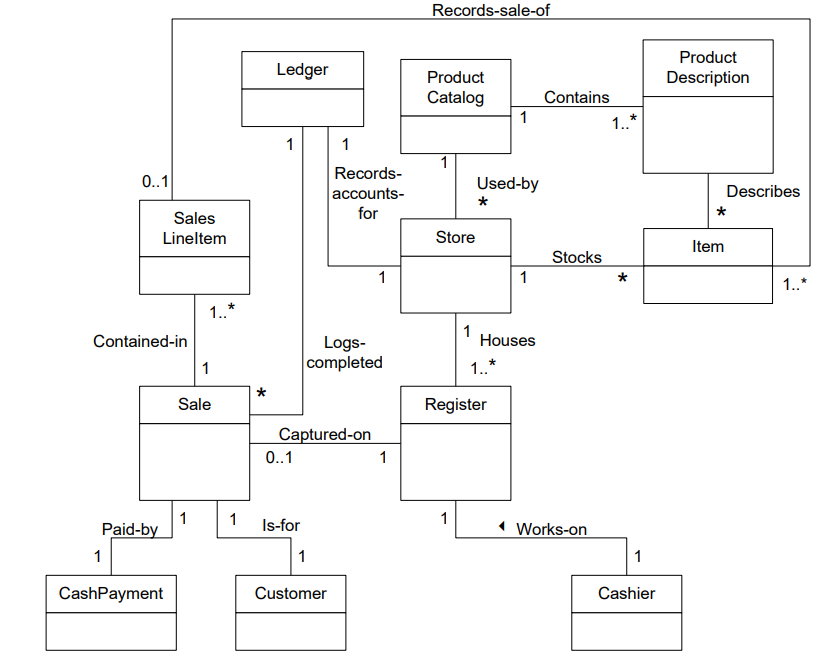 Records-sale-of
Ledger
Product
Catalog
Product
Description
Contains
1
1..*
1
1
1
Records-
accounts-
for
Used-by
*
Describes
*
0..1
Sales
LineItem
Store
Item
Stocks
1
1
*
1..*
1..*
Contained-in
1
Logs-
completed
1
Houses
1..*
*
Sale
Register
Captured-on
0..1
1
1
Paid-by
1
1
Is-for
1
1
Works-on
1
CashPayment
Customer
Cashier